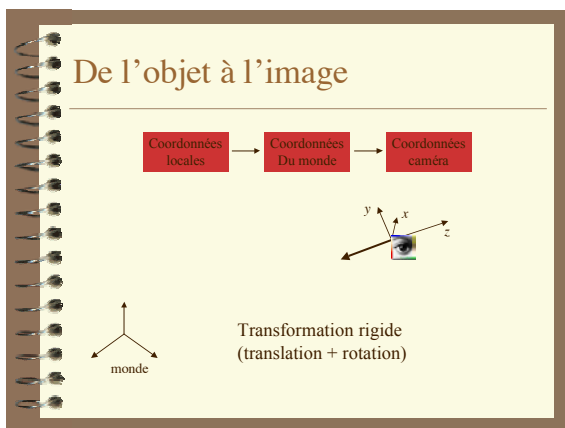 De l’objet à l’image
Coordonnées
locales
Coordonnées
Du monde
Coordonnées
caméra
y
x
z
monde
Transformation rigide
(translation + rotation)